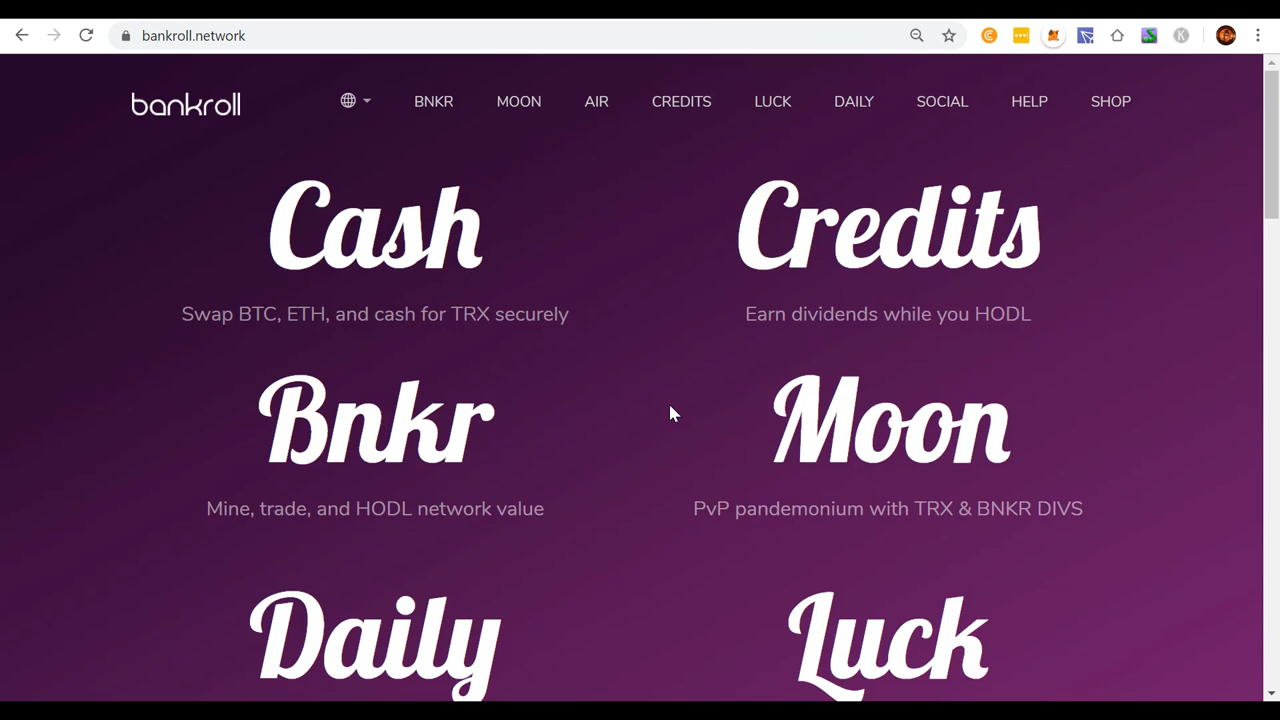 bankroll.network
bankroll
BNKR MOON AIR CREDITS LUCK DAILY SOCIAL HELP SHOP
Cash Credits
Swap BTC, ETH, and cash for TRX securely Earn dividends while you HODL
Bnkr Moon
Mine, trade, and HODL network value PvP pandemonium with TRX & BNKR DIVS
Daily Luck